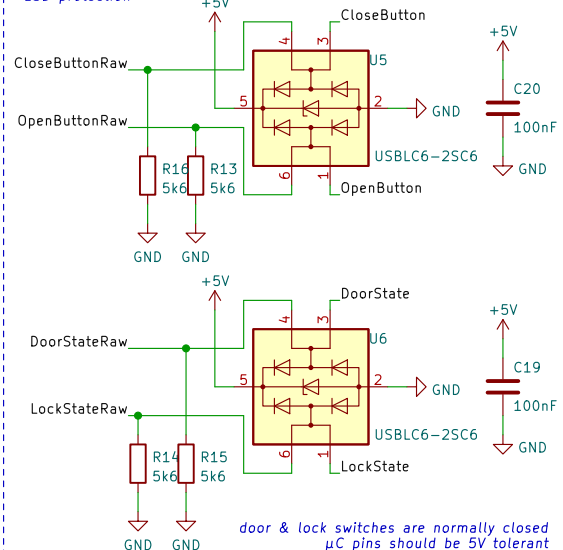 +5V
CloseButton
4
3
U5
+5V
CloseButtonRaw
C20
5
2
GND
100nF
OpenButtonRaw
USBLC6-2SC6
R16
R13
GND
5k6
5k6
6
1
OpenButton
GND
GND
+5V
DoorState
4
3
U6
+5V
DoorStateRaw
C19
5
2
GND
100nF
LockStateRaw
USBLC6-2SC6
R14
R15
GND
5k6
5k6
6
1
LockState
GND
GND
door & lock switches are normally closed
µC pins should be 5V tolerant